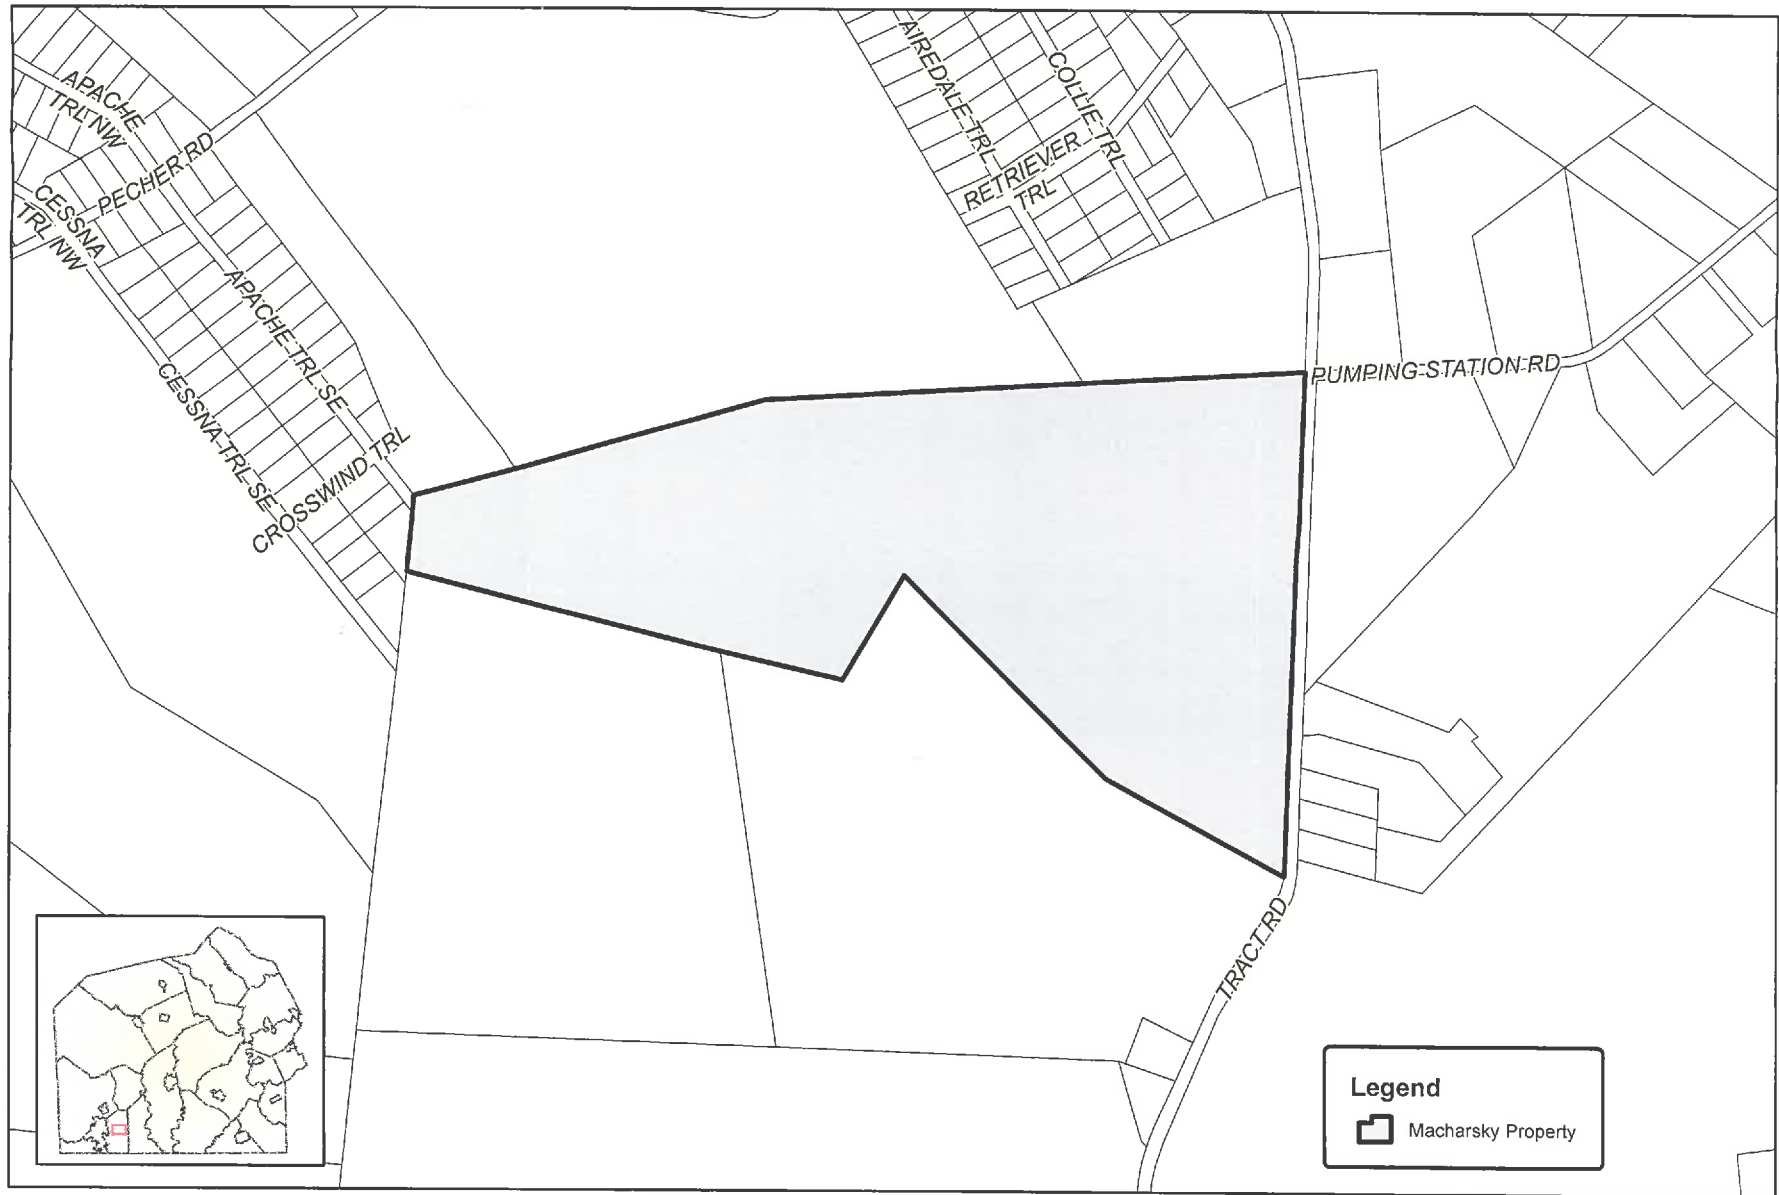 APACHE
TRL NW
PECHER RD
CESSNA
TRL NW
APACHE TRL SE
CESSNA TRL SE
CROSSWIND TRL
AIREDALE TRL
COLLIE TRL
RETRIEVER
TRL
PUMPING STATION RD
TRACT RD
Legend
Macharsky Property